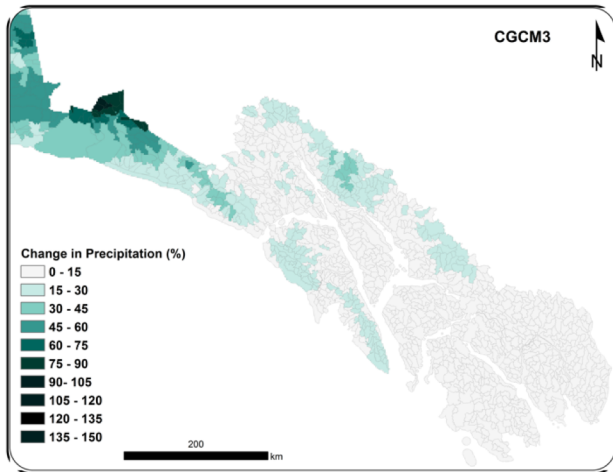 CGCM3
N
Change in Precipitation (%)
0 - 15
15 - 30
30 - 45
45 - 60
60 - 75
75 - 90
90- 105
105 - 120
120 - 135
135 - 150
200
km